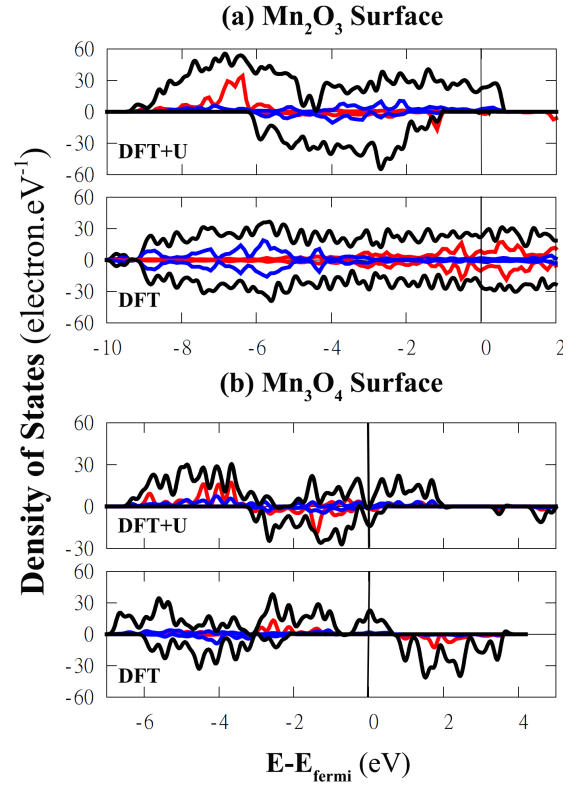 (a) Mn₂O₃ Surface
60
30
0
-30
-60
DFT+U
60
30
0
-30
-60
DFT
-10 -8 -6 -4 -2 0 2
(b) Mn₃O₄ Surface
60
30
0
-30
DFT+U
60
30
0
-30
-60
DFT
-6 -4 -2 0 2 4
E-E_fermi (eV)
Density of States (electron.eV⁻¹)